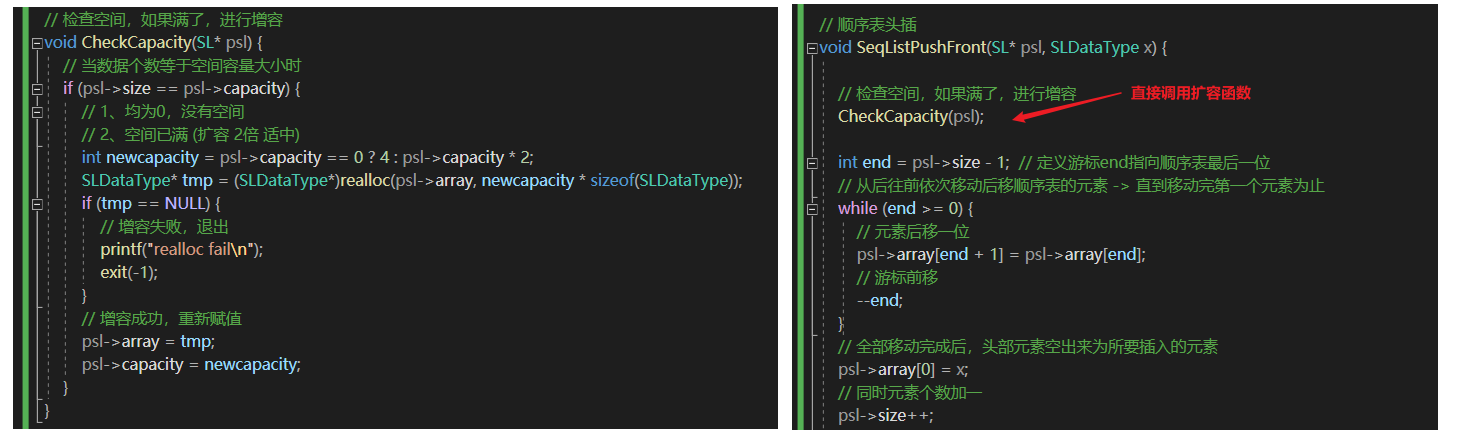 // 检查空间，如果满了，进行增容
void CheckCapacity(SL* psl) {
// 当数据个数等于空间容量大小时
if (psl->size == psl->capacity) {
// 1、均为0，没有空间
// 2、空间已满 (扩容 2倍 适中)
int newcapacity = psl->capacity == 0 ? 4 : psl->capacity * 2;
SLDataType* tmp = (SLDataType*)realloc(psl->array, newcapacity * sizeof(SLDataType));
if (tmp == NULL) {
// 增容失败，退出
printf("realloc fail\n");
exit(-1);
}
// 增容成功，重新赋值
psl->array = tmp;
psl->capacity = newcapacity;
}
}
// 顺序表头插
void SeqListPushFront(SL* psl, SLDataType x) {
// 检查空间，如果满了，进行增容
直接调用扩容函数
CheckCapacity(psl);
int end = psl->size - 1;  // 定义游标end指向顺序表最后一位
// 从后往前依次移动后移顺序表的元素 -> 直到移动完第一个元素为止
while (end >= 0) {
// 元素后移一位
psl->array[end + 1] = psl->array[end];
// 游标前移
--end;
}
// 全部移动完成后，头部元素空出来为所要插入的元素
psl->array[0] = x;
// 同时元素个数加一
psl->size++;